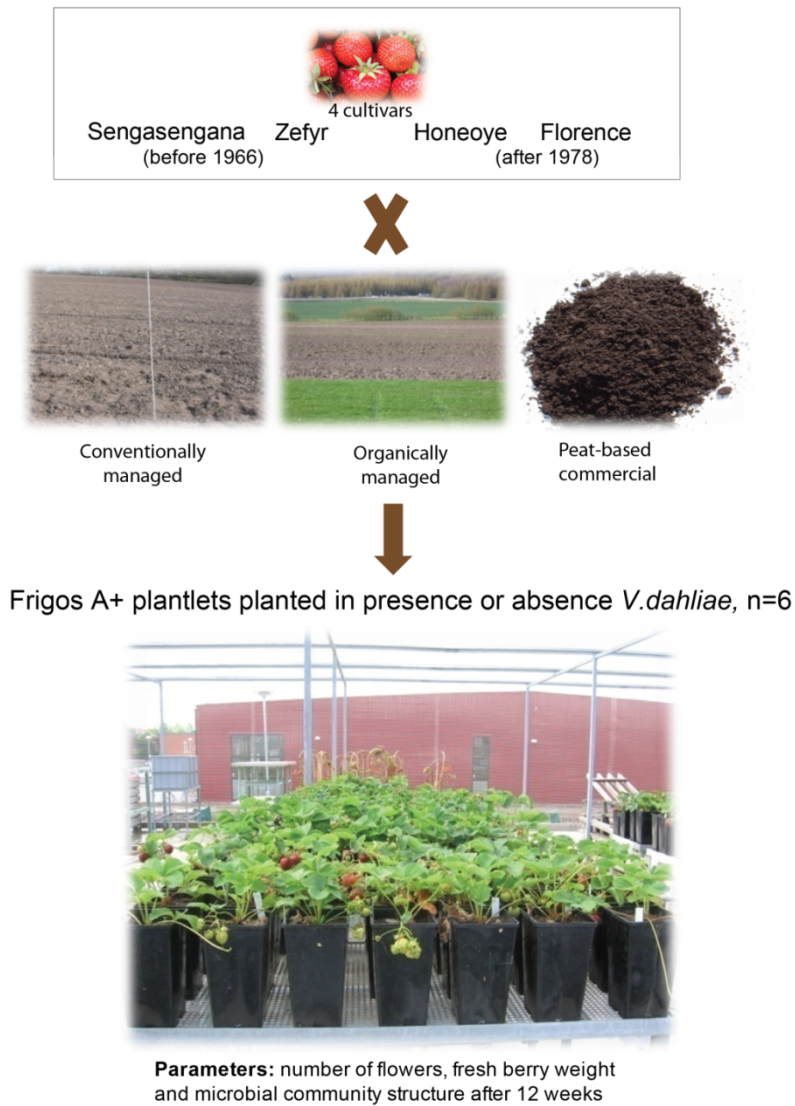 4 cultivars
Sengasengana Zefyr Honeoye Florence
(before 1966) (after 1978)
Conventionally
managed
Organically
managed
Peat-based
commercial
Frigos A+ plantlets planted in presence or absence V.dahliae, n=6
Parameters: number of flowers, fresh berry weight
and microbial community structure after 12 weeks